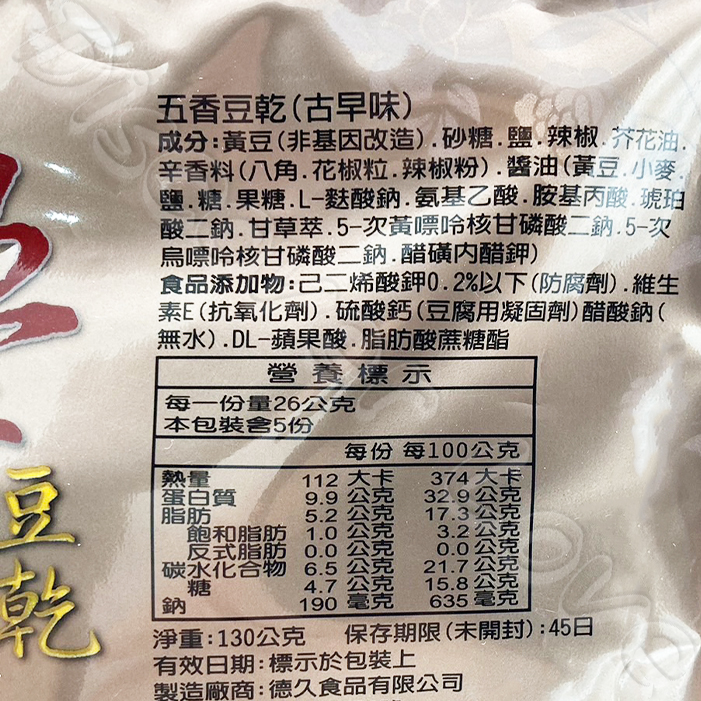 五香豆乾(古早味)
成分:黃豆(非基因改造).砂糖.鹽.辣椒.芥花油.
辛香料(八角.花椒粒.辣椒粉).醬油(黃豆.小麥.
鹽.糖.果糖.L-麩酸鈉.氨基乙酸.胺基丙酸.琥珀
酸二鈉.甘草萃.5-次黃嘌呤核甘磷酸二鈉.5-次
鳥嘌呤核甘磷酸二鈉.醋磺內醋鉀)
食品添加物:己二烯酸鉀0.2%以下(防腐劑).維生
素E(抗氧化劑).硫酸鈣(豆腐用凝固劑)醋酸鈉(
無水).DL-蘋果酸.脂肪酸蔗糖酯
營養標示
每一份量26公克
本包裝含5份
每份 每100公克
熱量 112 大卡 374 大卡
蛋白質 9.9 公克 32.9 公克
脂肪 5.2 公克 17.3 公克
飽和脂肪 1.0 公克 3.2 公克
反式脂肪 0.0 公克 0.0 公克
碳水化合物 6.5 公克 21.7 公克
糖 4.7 公克 15.8 公克
鈉 190 毫克 635 毫克
淨重:130公克 保存期限(未開封):45日
有效日期:標示於包裝上
製造廠商:德久食品有限公司
豆
乾